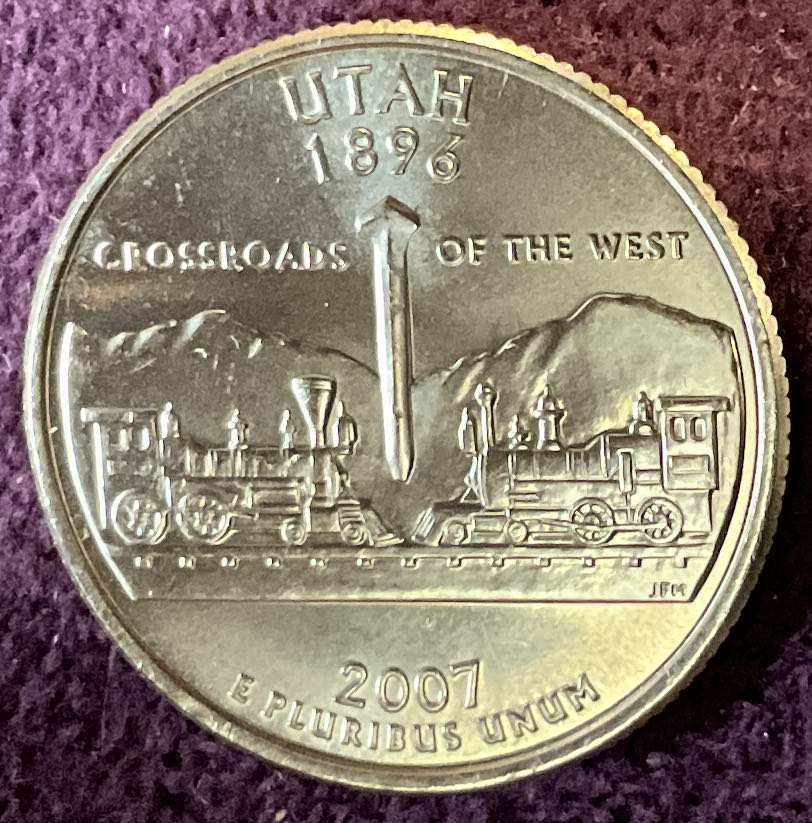 UTAH
1896
CROSSROADS OF THE WEST
JFM
2007
E PLURIBUS UNUM